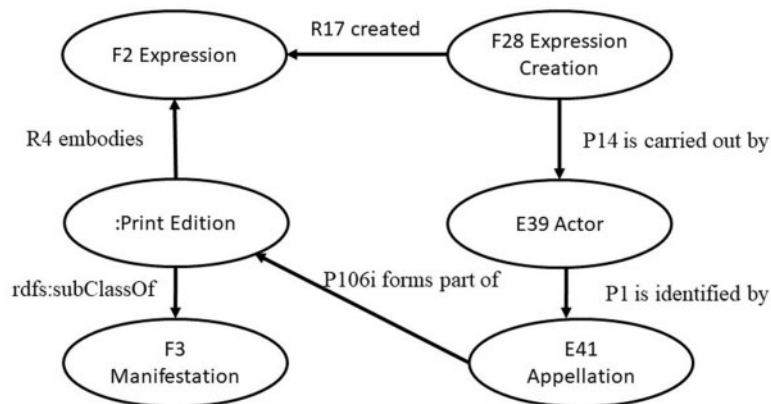 R17 created
F2 Expression
F28 Expression
Creation
R4 embodies
P14 is carried out by
:Print Edition
E39 Actor
rdfs:subClassOf
P106i forms part of
P1 is identified by
F3
Manifestation
E41
Appellation